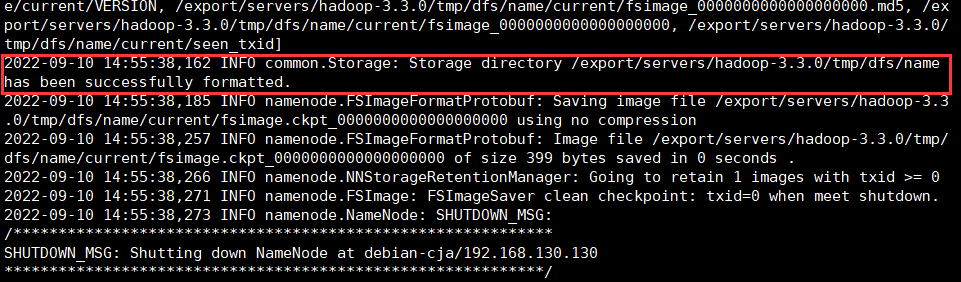 e/current/VERSION, /export/servers/hadoop-3.3.0/tmp/dfs/name/current/fsimage_0000000000000000000.md5, /ex
port/servers/hadoop-3.3.0/tmp/dfs/name/current/fsimage_0000000000000000000, /export/servers/hadoop-3.3.0/
tmp/dfs/name/current/seen_txid]
2022-09-10 14:55:38,162 INFO common.Storage: Storage directory /export/servers/hadoop-3.3.0/tmp/dfs/name
has been successfully formatted.
2022-09-10 14:55:38,185 INFO namenode.FSImageFormatProtobuf: Saving image file /export/servers/hadoop-3.3
.0/tmp/dfs/name/current/fsimage.ckpt_0000000000000000000 using no compression
2022-09-10 14:55:38,257 INFO namenode.FSImageFormatProtobuf: Image file /export/servers/hadoop-3.3.0/tmp/
dfs/name/current/fsimage.ckpt_0000000000000000000 of size 399 bytes saved in 0 seconds .
2022-09-10 14:55:38,266 INFO namenode.NNStorageRetentionManager: Going to retain 1 images with txid >= 0
2022-09-10 14:55:38,271 INFO namenode.FSImage: FSImageSaver clean checkpoint: txid=0 when meet shutdown.
2022-09-10 14:55:38,273 INFO namenode.NameNode: SHUTDOWN_MSG:
/************************************************************
SHUTDOWN_MSG: Shutting down NameNode at debian-cja/192.168.130.130
************************************************************/